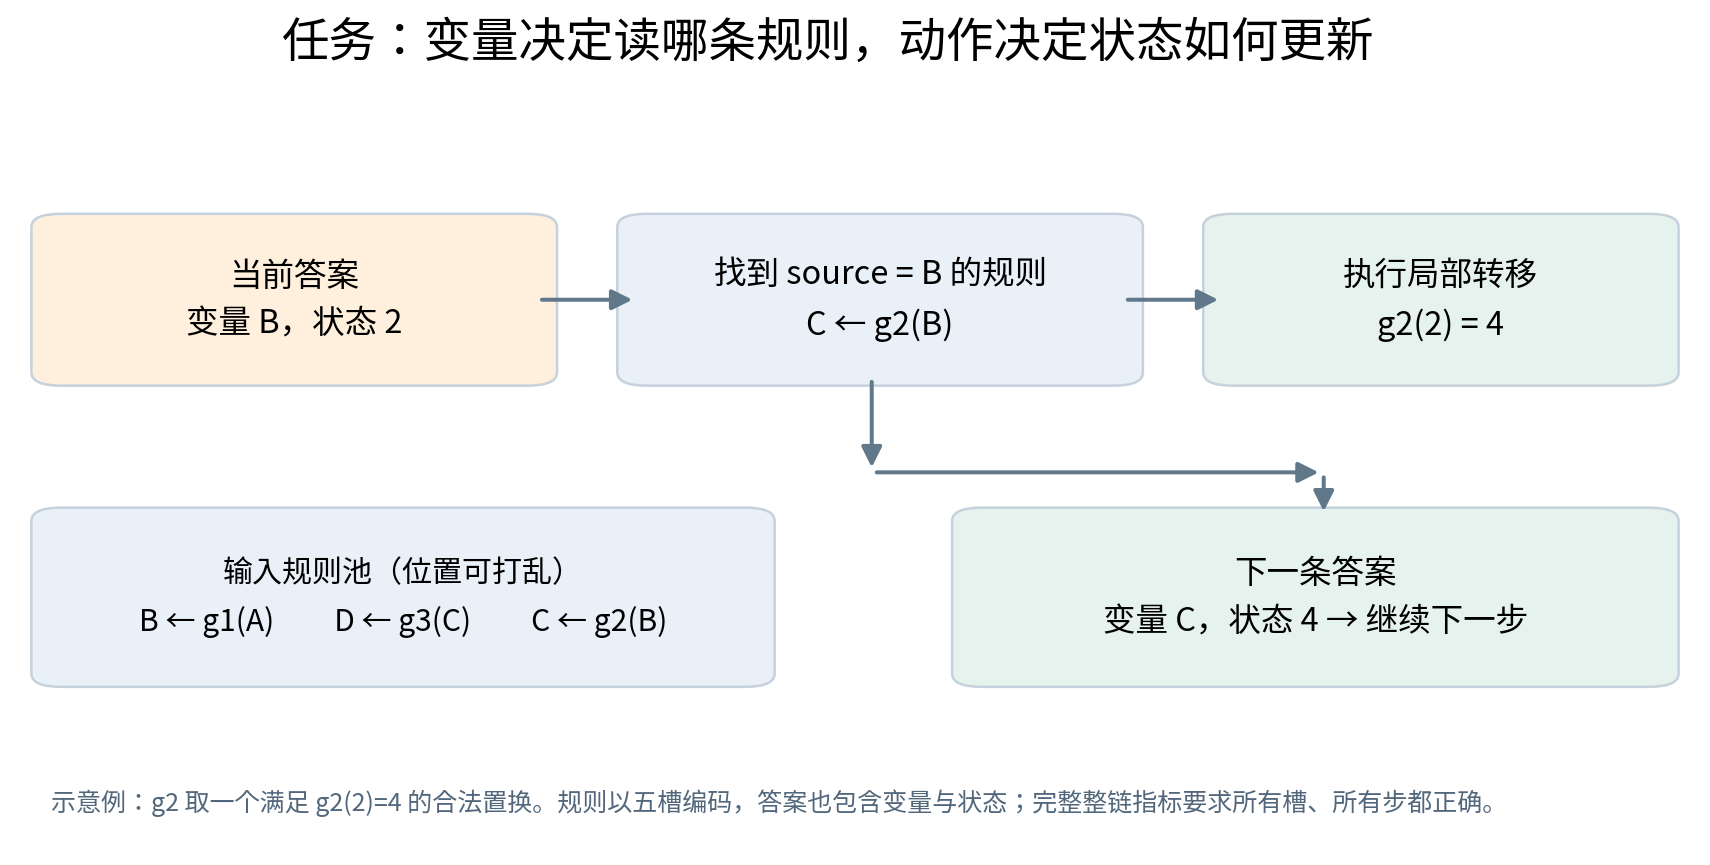 任务：变量决定读哪条规则，动作决定状态如何更新
当前答案
变量 B，状态 2
找到 source = B 的规则
C ← g2(B)
执行局部转移
g2(2) = 4
输入规则池（位置可打乱）
B ← g1(A) D ← g3(C) C ← g2(B)
下一条答案
变量 C，状态 4 → 继续下一步
示意例：g2 取一个满足 g2(2)=4 的合法置换。规则以五槽编码，答案也包含变量与状态；完整整链指标要求所有槽、所有步都正确。